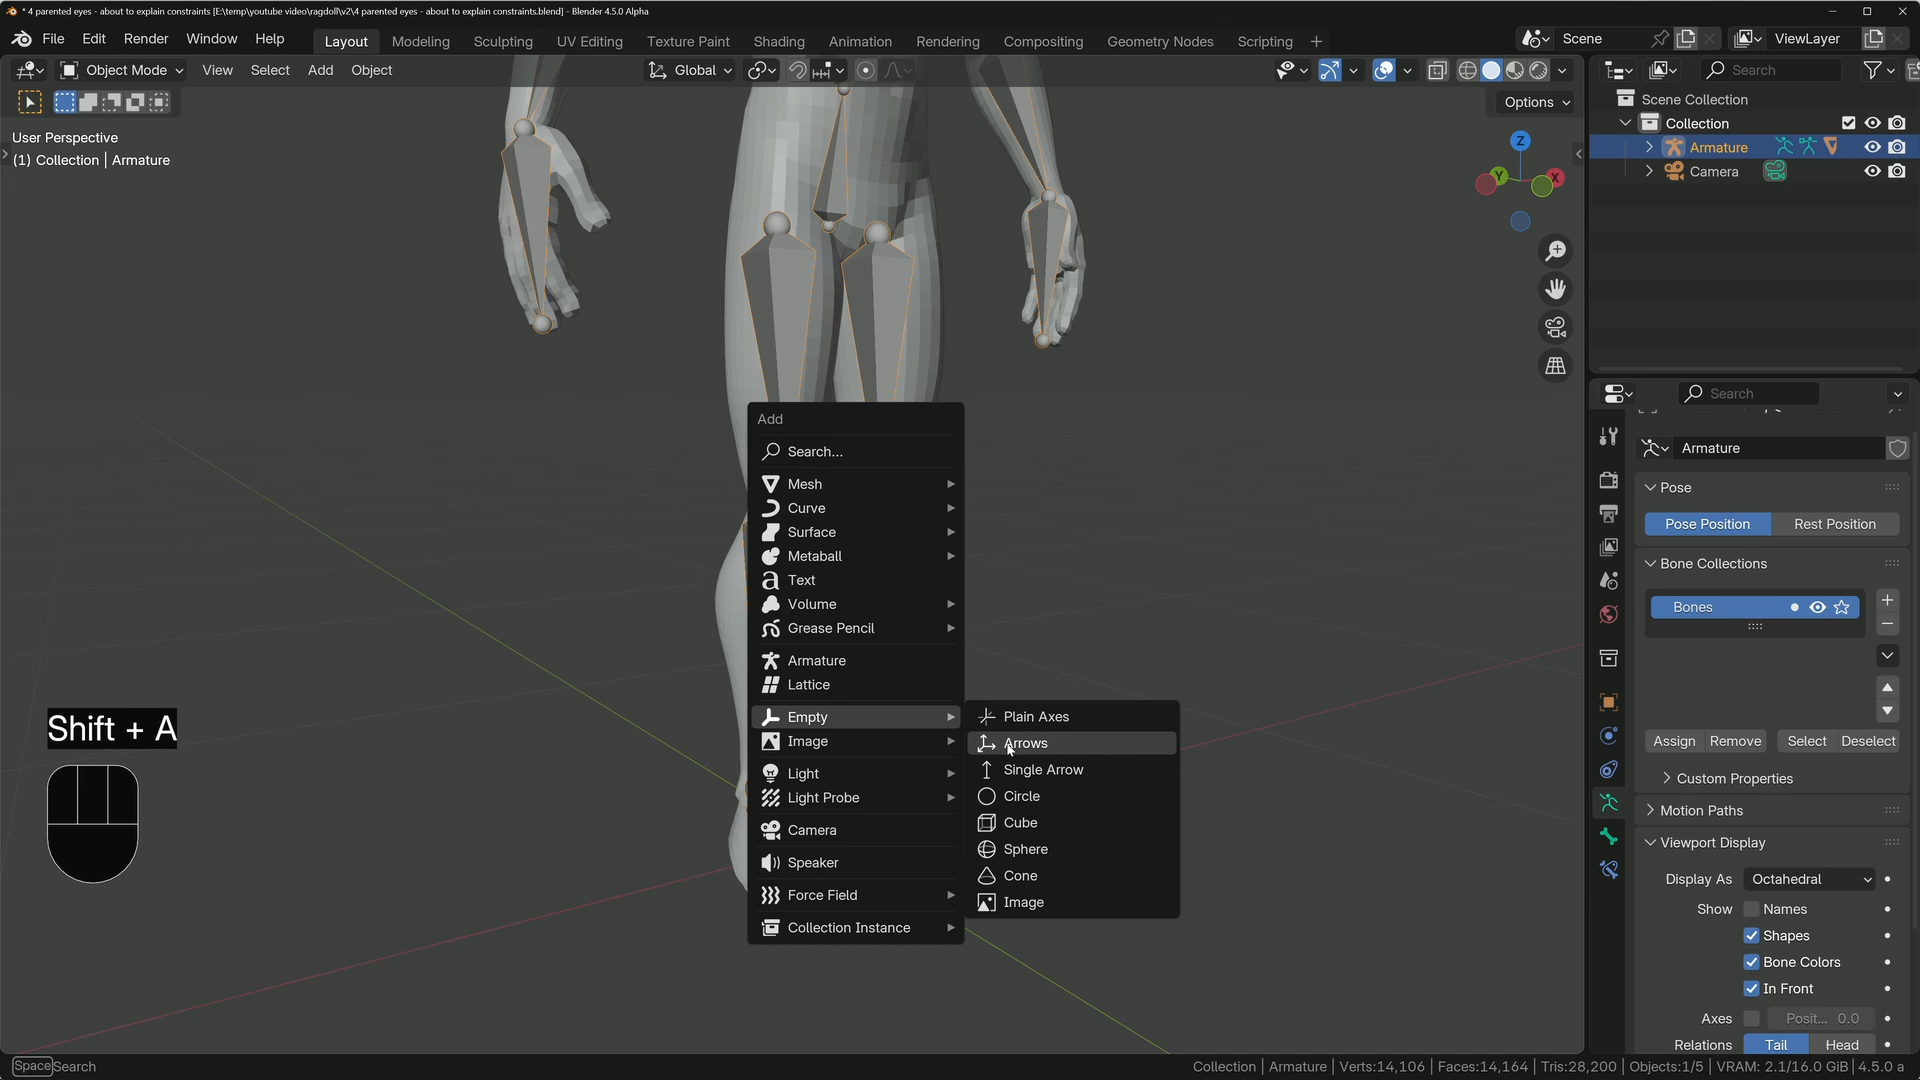 * 4 parented eyes - about to explain constraints [E:\temp\youtube video\ragdoll\v2\4 parented eyes - about to explain constraints.blend] - Blender 4.5.0 Alpha
File Edit Render Window Help Layout Modeling Sculpting UV Editing Texture Paint Shading Animation Rendering Compositing Geometry Nodes Scripting + Scene ViewLayer
Object Mode View Select Add Object Global Search
Options
User Perspective
(1) Collection | Armature
Z
Y
X
Scene Collection
Collection
Armature
Camera
Search
Armature
Pose
Pose Position Rest Position
Bone Collections
Bones
Assign Remove Select Deselect
Custom Properties
Motion Paths
Viewport Display
Display As Octahedral
Show Names
Shapes
Bone Colors
In Front
Axes Posit... 0.0
Relations Tail Head
Add
Search...
Mesh
Curve
Surface
Metaball
Text
Volume
Grease Pencil
Armature
Lattice
Empty
Image
Light
Light Probe
Camera
Speaker
Force Field
Collection Instance
Plain Axes
Arrows
Single Arrow
Circle
Cube
Sphere
Cone
Image
Shift + A
Space Search
Collection | Armature | Verts:14,106 | Faces:14,164 | Tris:28,200 | Objects:1/5 | VRAM: 2.1/16.0 GiB | 4.5.0 a